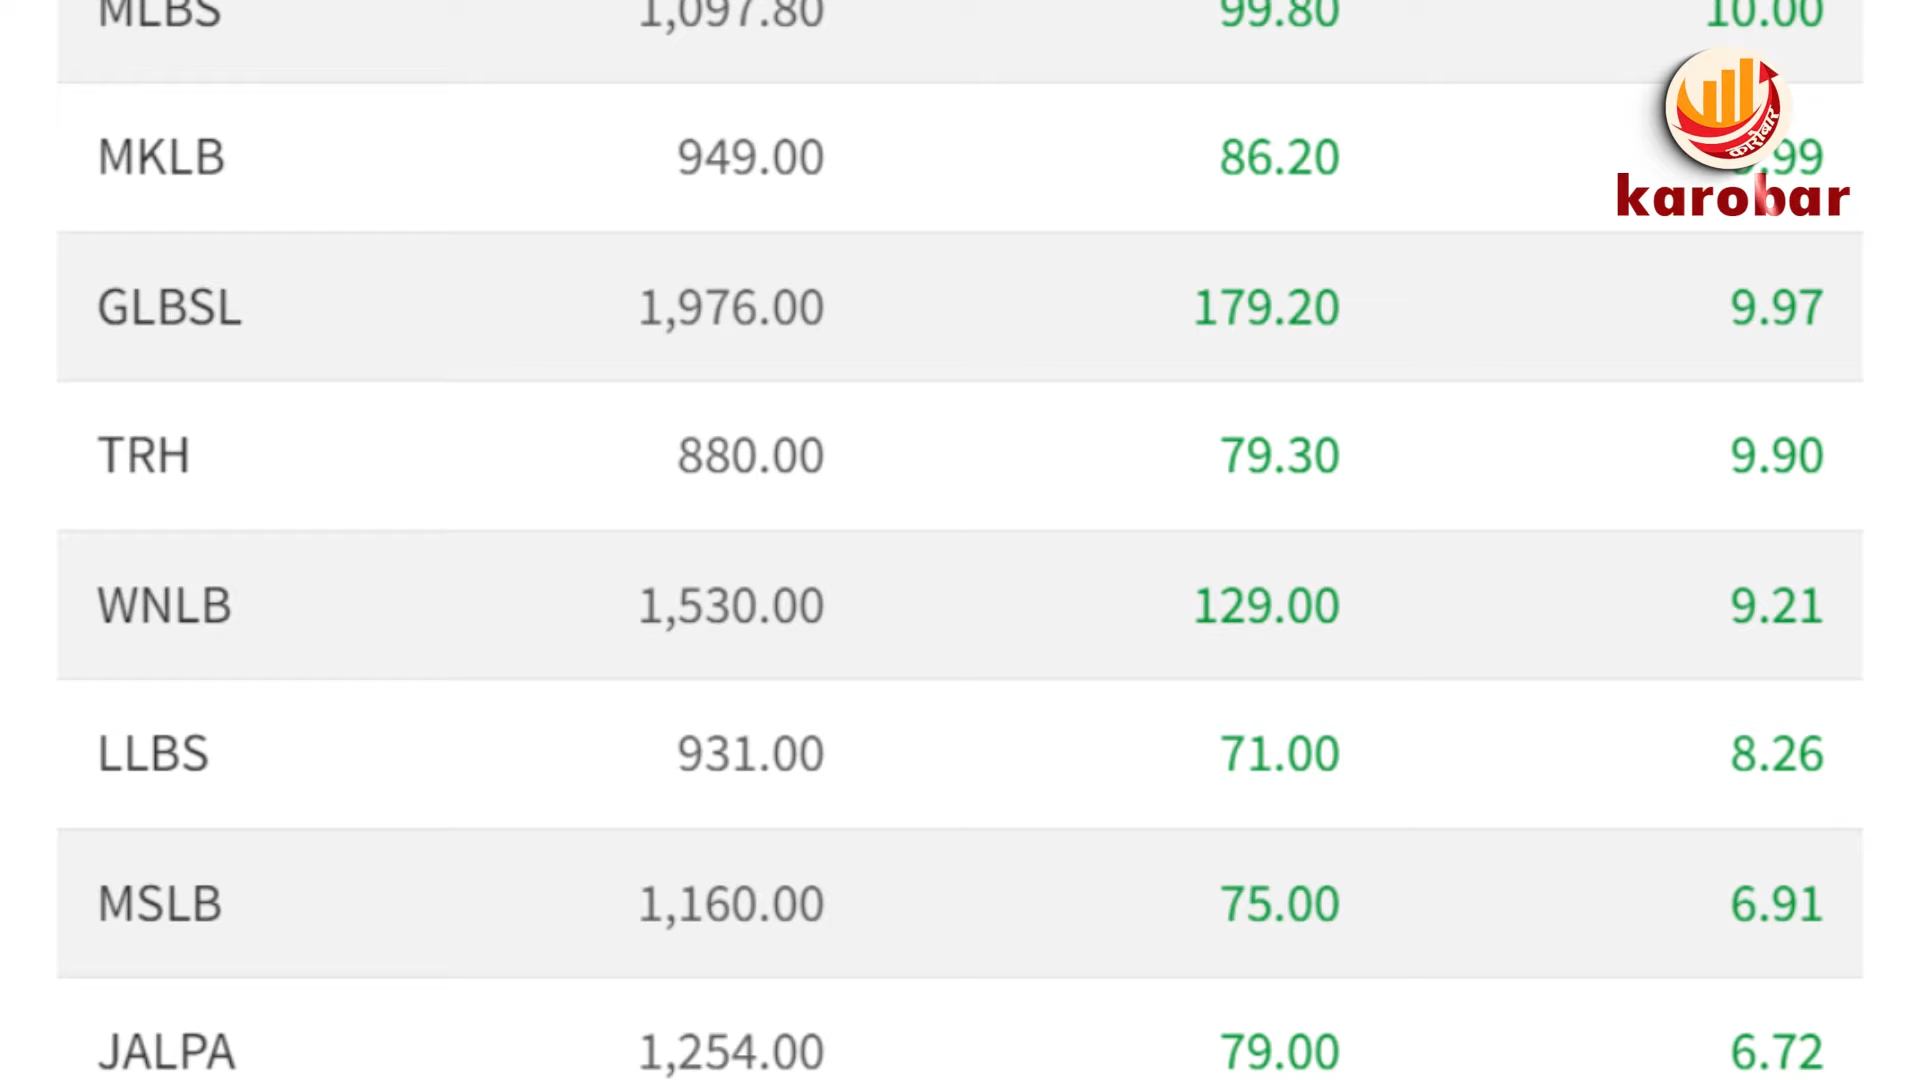 MLBS 1,097.80 99.80 10.00
MKLB 949.00 86.20 .99
कारोबार
karobar
GLBSL 1,976.00 179.20 9.97
TRH 880.00 79.30 9.90
WNLB 1,530.00 129.00 9.21
LLBS 931.00 71.00 8.26
MSLB 1,160.00 75.00 6.91
JALPA 1,254.00 79.00 6.72